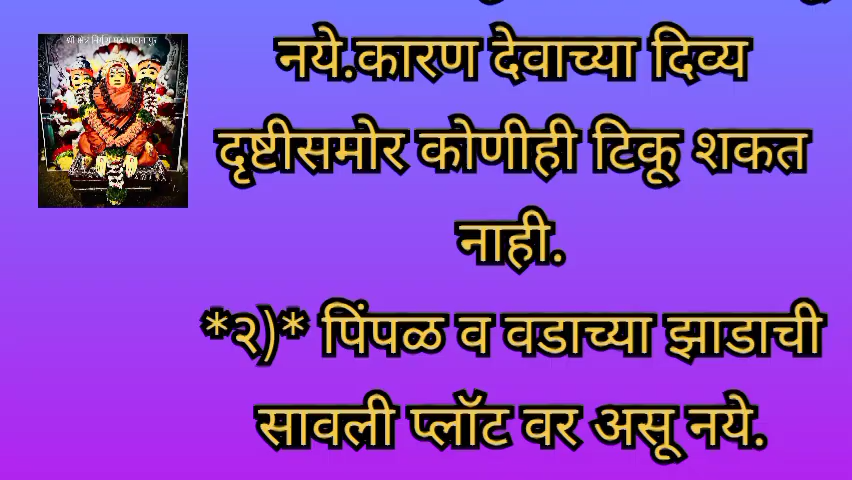 नये.कारण देवाच्या दिव्य
दृष्टीसमोर कोणीही टिकू शकत
नाही.
*२)* पिंपळ व वडाच्या झाडाची
सावली प्लॉट वर असू नये.